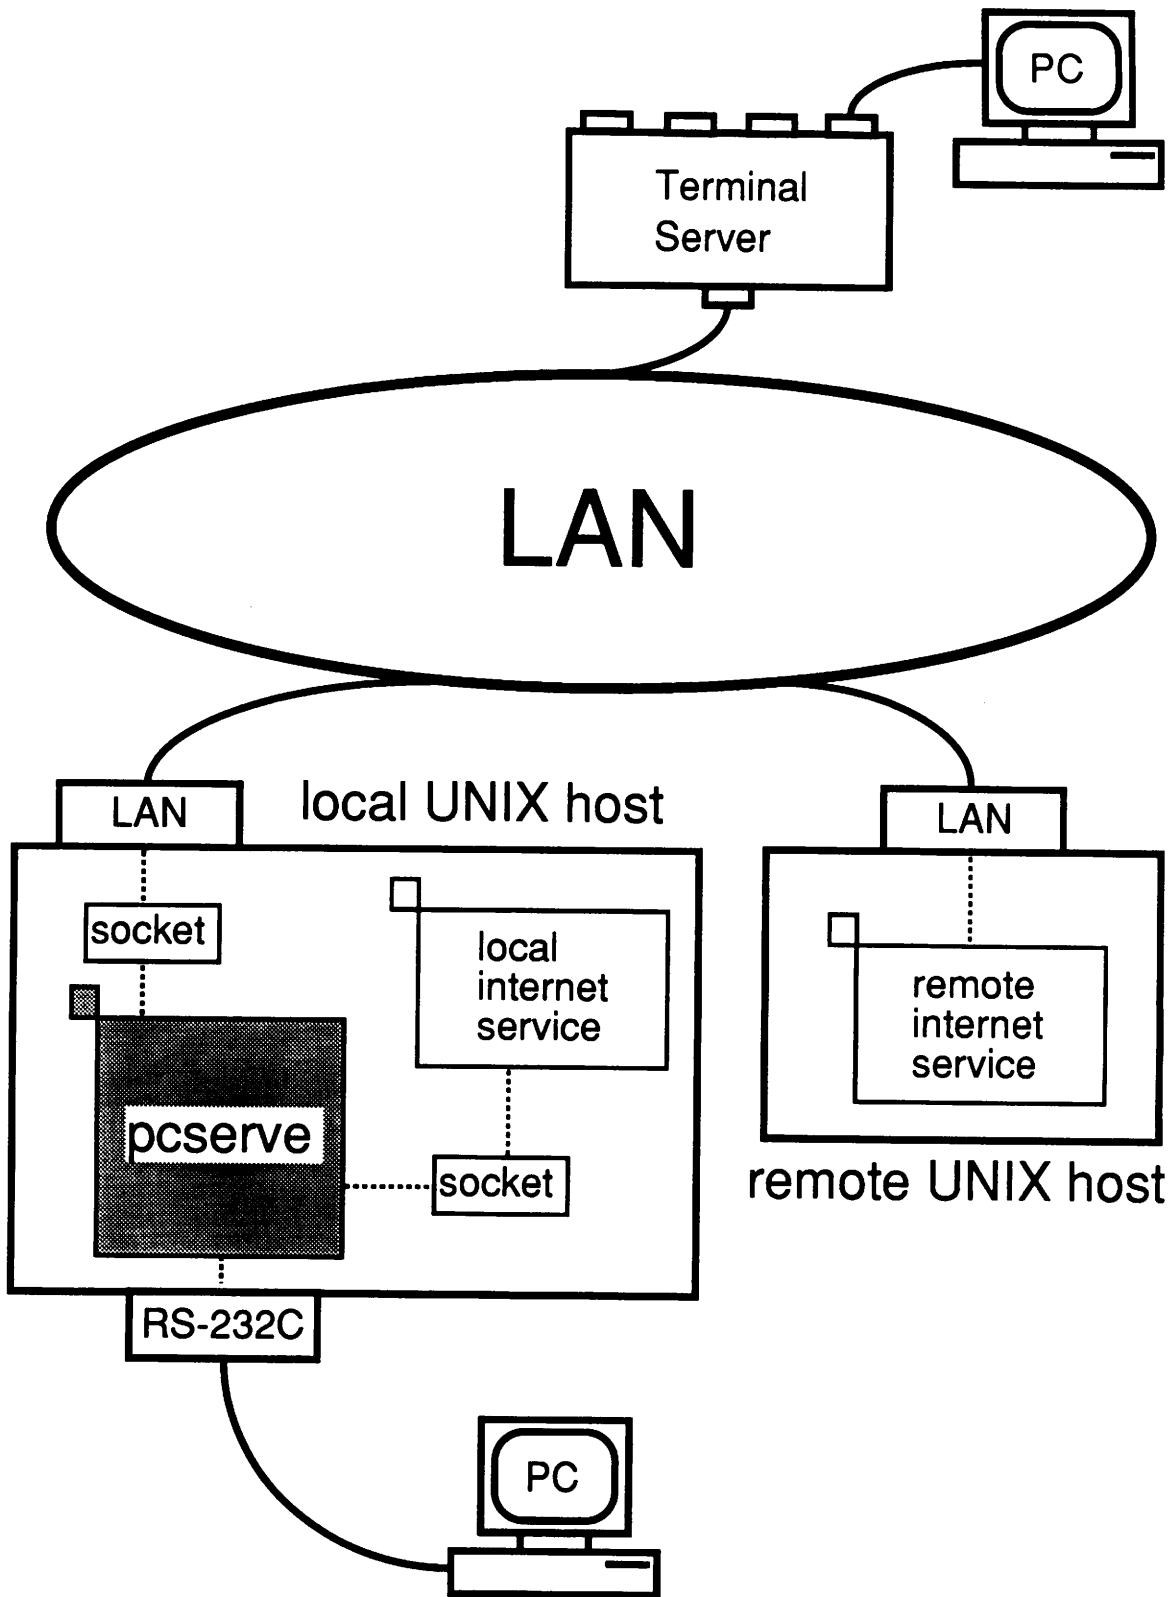 PC
Terminal
Server
LAN
local UNIX host
LAN
LAN
socket
local
internet
service
remote
internet
service
pcserve
socket
remote UNIX host
RS-232C
PC